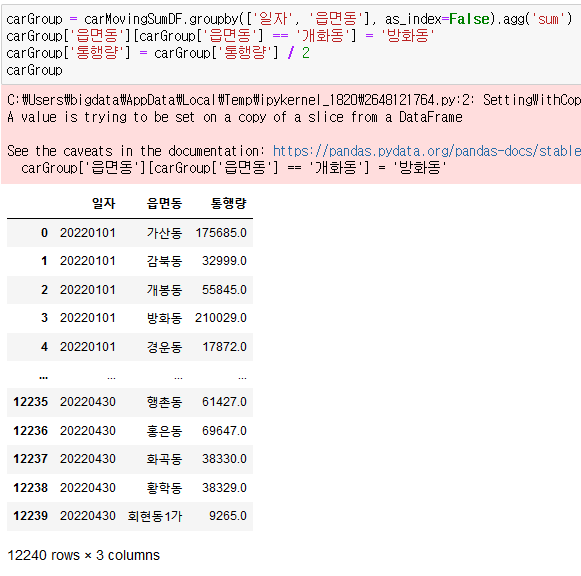 carGroup = carMovingSumDF.groupby(['일자', '읍면동'], as_index=False).agg('sum')
carGroup['읍면동'][carGroup['읍면동'] == '개화동'] = '방화동'
carGroup['통행량'] = carGroup['통행량'] / 2
carGroup
C:₩Users₩bigdata₩AppData₩Local₩Temp₩ipykernel_1820₩2648121764.py:2: SettingWithCop
A value is trying to be set on a copy of a slice from a DataFrame
See the caveats in the documentation: https://pandas.pydata.org/pandas-docs/stable
carGroup['읍면동'][carGroup['읍면동'] == '개화동'] = '방화동'
일자 읍면동 통행량
0 20220101 가산동 175685.0
1 20220101 감북동 32999.0
2 20220101 개봉동 55845.0
3 20220101 방화동 210029.0
4 20220101 경운동 17872.0
... ... ... ...
12235 20220430 행촌동 61427.0
12236 20220430 홍은동 69647.0
12237 20220430 화곡동 38330.0
12238 20220430 황학동 38329.0
12239 20220430 회현동1가 9265.0
12240 rows × 3 columns